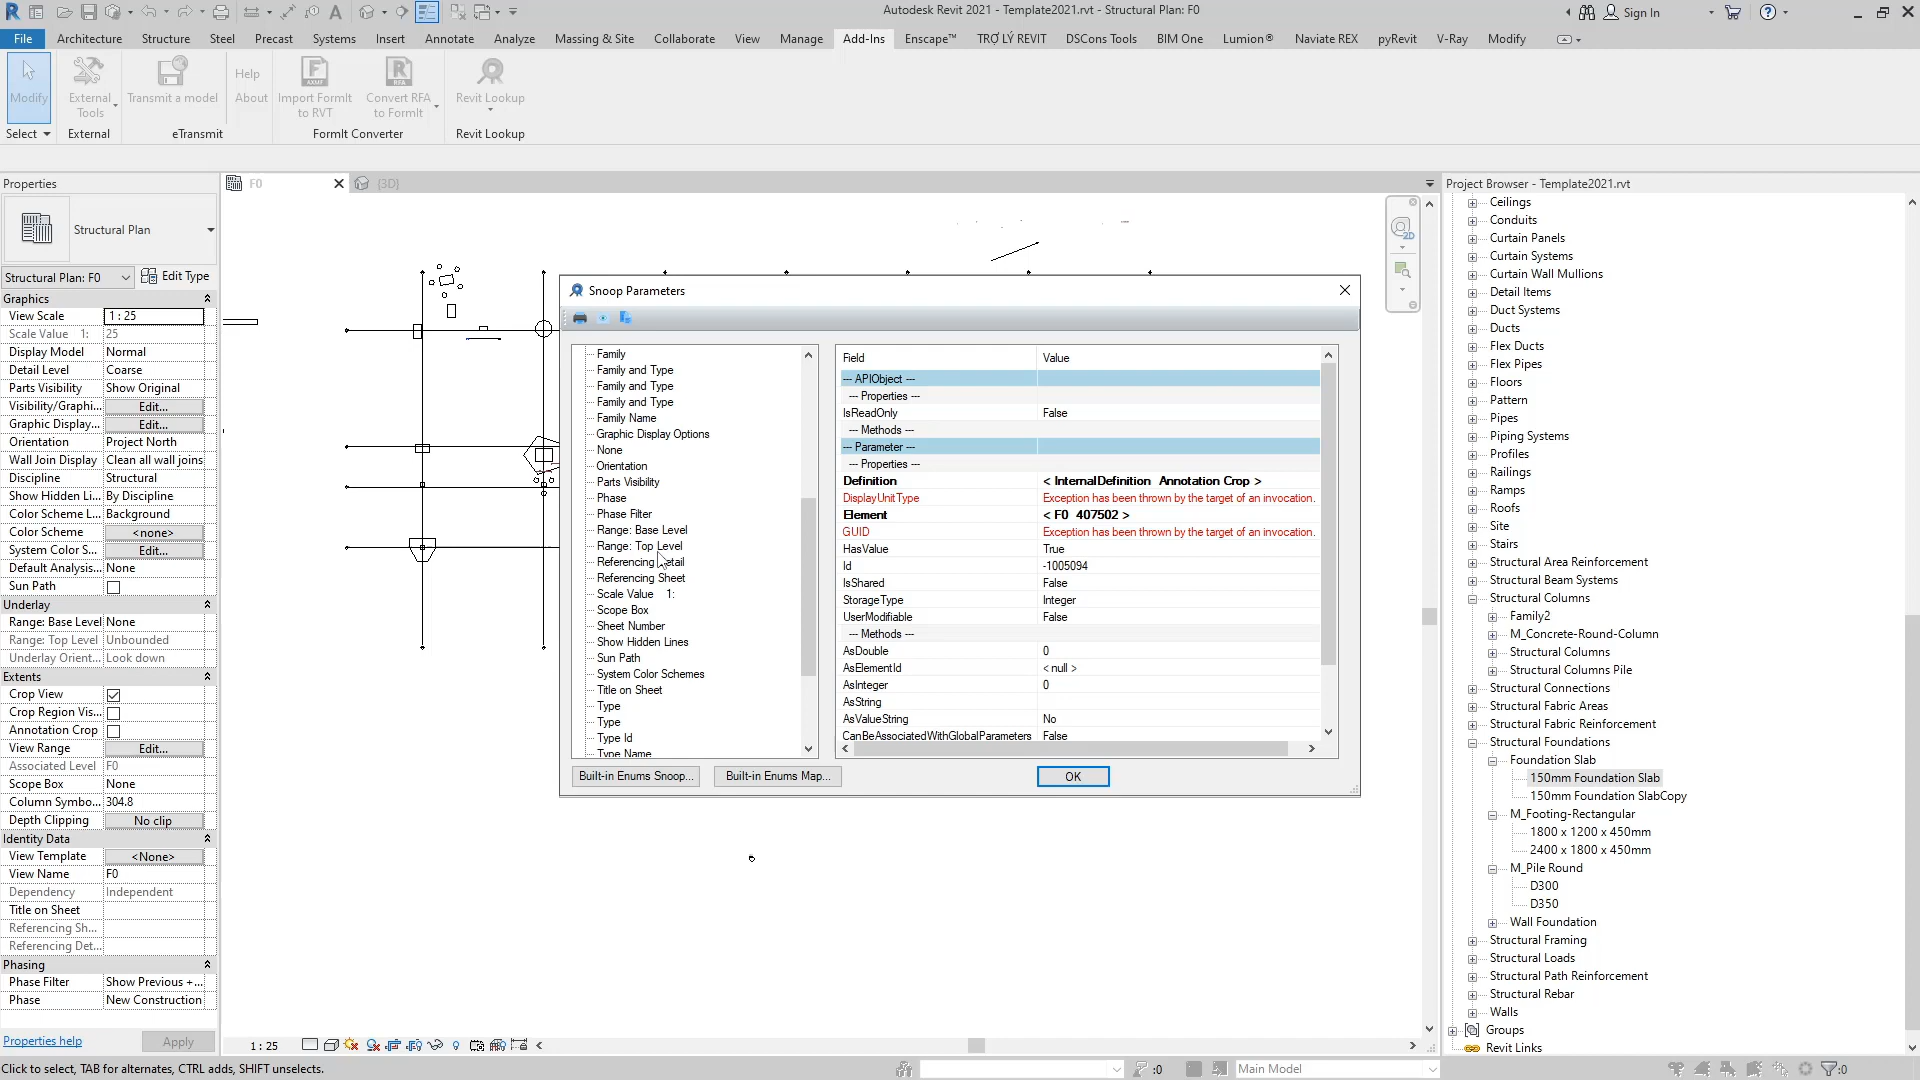 Autodesk Revit 2021 - Template2021.rvt - Structural Plan: F0
Sign In
File Architecture Structure Steel Precast Systems Insert Annotate Analyze Massing & Site Collaborate View Manage Add-Ins Enscape™ TRỢ LÝ REVIT DSCons Tools BIM One Lumion® Naviate REX pyRevit V-Ray Modify
Modify
External
Tools
Transmit a model
Help
About
Import FormIt
to RVT
Convert RFA
to FormIt
Revit Lookup
Select
External
eTransmit
FormIt Converter
Revit Lookup
Properties
Structural Plan
Structural Plan: F0
Edit Type
Graphics
View Scale 1 : 25
Scale Value 1: 25
Display Model Normal
Detail Level Coarse
Parts Visibility Show Original
Visibility/Graphi... Edit...
Graphic Display... Edit...
Orientation Project North
Wall Join Display Clean all wall joins
Discipline Structural
Show Hidden Li... By Discipline
Color Scheme L... Background
Color Scheme <none>
System Color S... Edit...
Default Analysis... None
Sun Path
Underlay
Range: Base Level None
Range: Top Level Unbounded
Underlay Orient... Look down
Extents
Crop View
Crop Region Vis...
Annotation Crop
View Range Edit...
Associated Level F0
Scope Box None
Column Symbo... 304.8
Depth Clipping No clip
Identity Data
View Template <None>
View Name F0
Dependency Independent
Title on Sheet
Referencing Sh...
Referencing Det...
Phasing
Phase Filter Show Previous +...
Phase New Construction
Properties help
Apply
F0
{3D}
Snoop Parameters
Family
Family and Type
Family and Type
Family and Type
Family Name
Graphic Display Options
None
Orientation
Parts Visibility
Phase
Phase Filter
Range: Base Level
Range: Top Level
Referencing Detail
Referencing Sheet
Scale Value 1:
Scope Box
Sheet Number
Show Hidden Lines
Sun Path
System Color Schemes
Title on Sheet
Type
Type
Type Id
Type Name
Field Value
--- APIObject ---
--- Properties ---
IsReadOnly False
--- Methods ---
--- Parameter ---
--- Properties ---
Definition < InternalDefinition Annotation Crop >
DisplayUnitType Exception has been thrown by the target of an invocation.
Element < F0 407502 >
GUID Exception has been thrown by the target of an invocation.
HasValue True
Id -1005094
IsShared False
StorageType Integer
UserModifiable False
--- Methods ---
AsDouble 0
AsElementId < null >
AsInteger 0
AsString
AsValueString No
CanBeAssociatedWithGlobalParameters False
Built-in Enums Snoop...
Built-in Enums Map...
OK
2D
Project Browser - Template2021.rvt
Ceilings
Conduits
Curtain Panels
Curtain Systems
Curtain Wall Mullions
Detail Items
Duct Systems
Ducts
Flex Ducts
Flex Pipes
Floors
Pattern
Pipes
Piping Systems
Profiles
Railings
Ramps
Roofs
Site
Stairs
Structural Area Reinforcement
Structural Beam Systems
Structural Columns
Family2
M_Concrete-Round-Column
Structural Columns
Structural Columns Pile
Structural Connections
Structural Fabric Areas
Structural Fabric Reinforcement
Structural Foundations
Foundation Slab
150mm Foundation Slab
150mm Foundation SlabCopy
M_Footing-Rectangular
1800 x 1200 x 450mm
2400 x 1800 x 450mm
M_Pile Round
D300
D350
Wall Foundation
Structural Framing
Structural Loads
Structural Path Reinforcement
Structural Rebar
Walls
Groups
Revit Links
1 : 25
Click to select, TAB for alternates, CTRL adds, SHIFT unselects.
:0
Main Model
:0